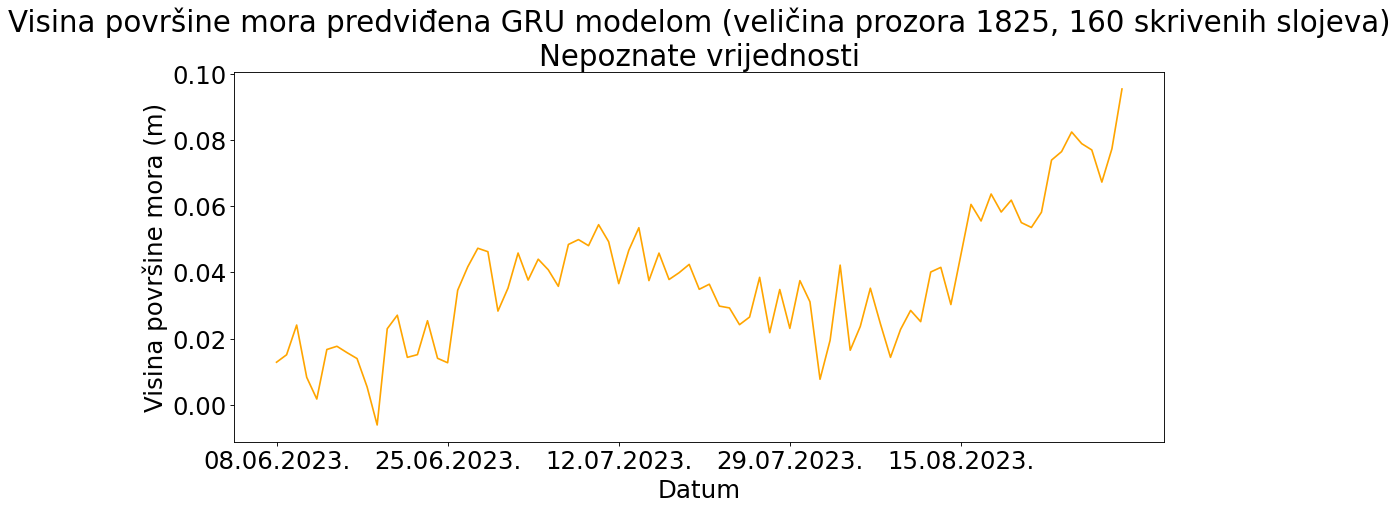 Visina površine mora predviđena GRU modelom (veličina prozora 1825, 160 skrivenih slojeva)
Nepoznate vrijednosti
Visina površine mora (m)
0.10
0.08
0.06
0.04
0.02
0.00
08.06.2023. 25.06.2023. 12.07.2023. 29.07.2023. 15.08.2023.
Datum